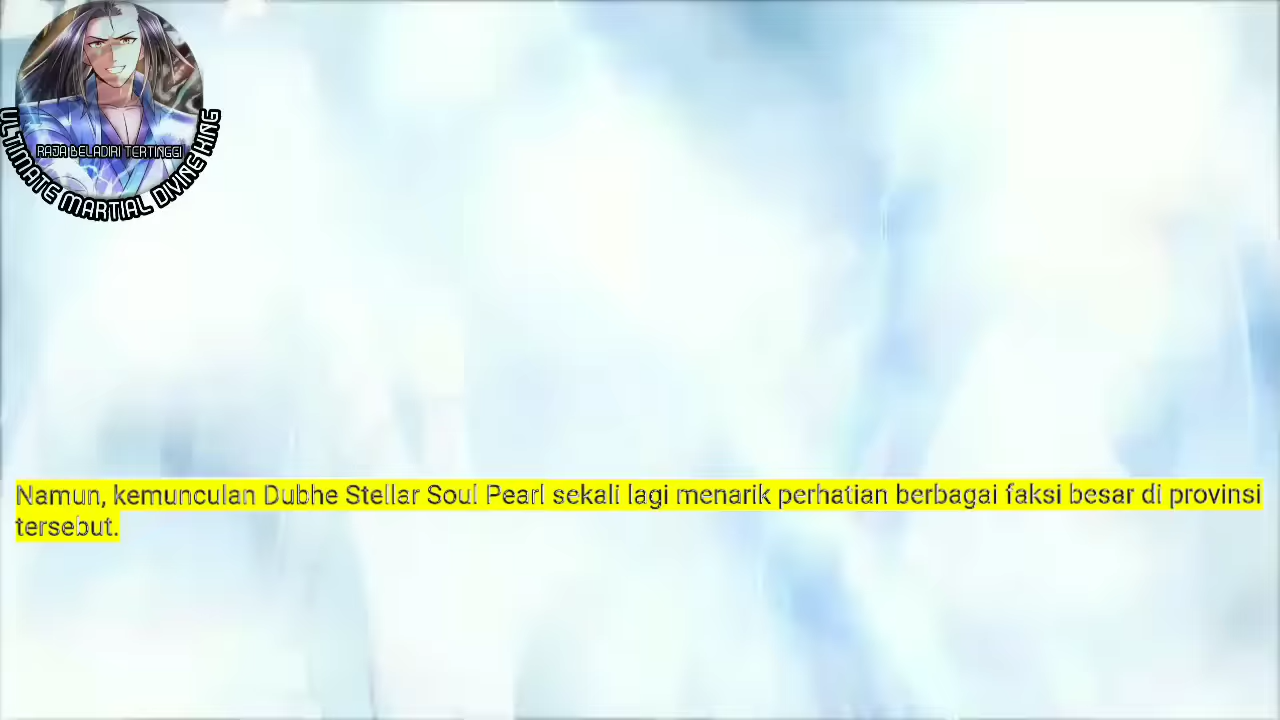 RAJA BELADIRI TERTINGGI
ULTIMATE MARTIAL DIVINE KING
Namun, kemunculan Dubhe Stellar Soul Pearl sekali lagi menarik perhatian berbagai faksi besar di provinsi
tersebut.